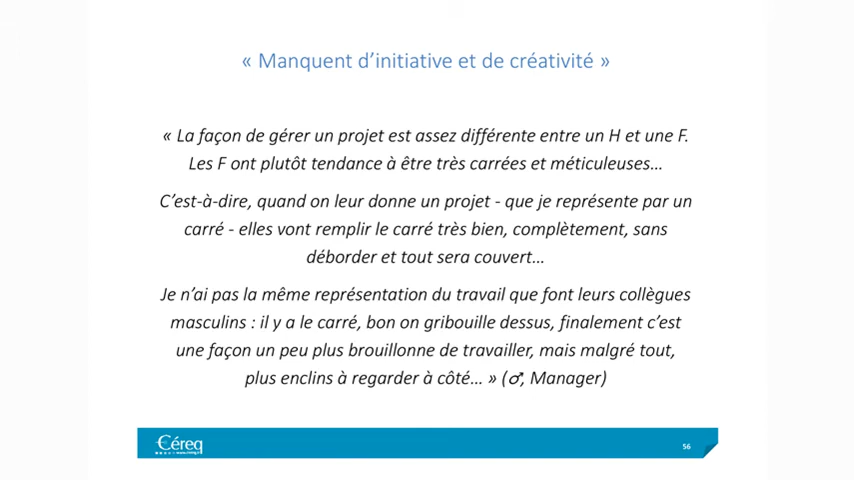 « Manquent d’initiative et de créativité »
« La façon de gérer un projet est assez différente entre un H et une F.
Les F ont plutôt tendance à être très carrées et méticuleuses…
C’est-à-dire, quand on leur donne un projet - que je représente par un
carré - elles vont remplir le carré très bien, complètement, sans
déborder et tout sera couvert…
Je n’ai pas la même représentation du travail que font leurs collègues
masculins : il y a le carré, bon on gribouille dessus, finalement c’est
une façon un peu plus brouillonne de travailler, mais malgré tout,
plus enclins à regarder à côté… » (♂, Manager)
Céreq
56